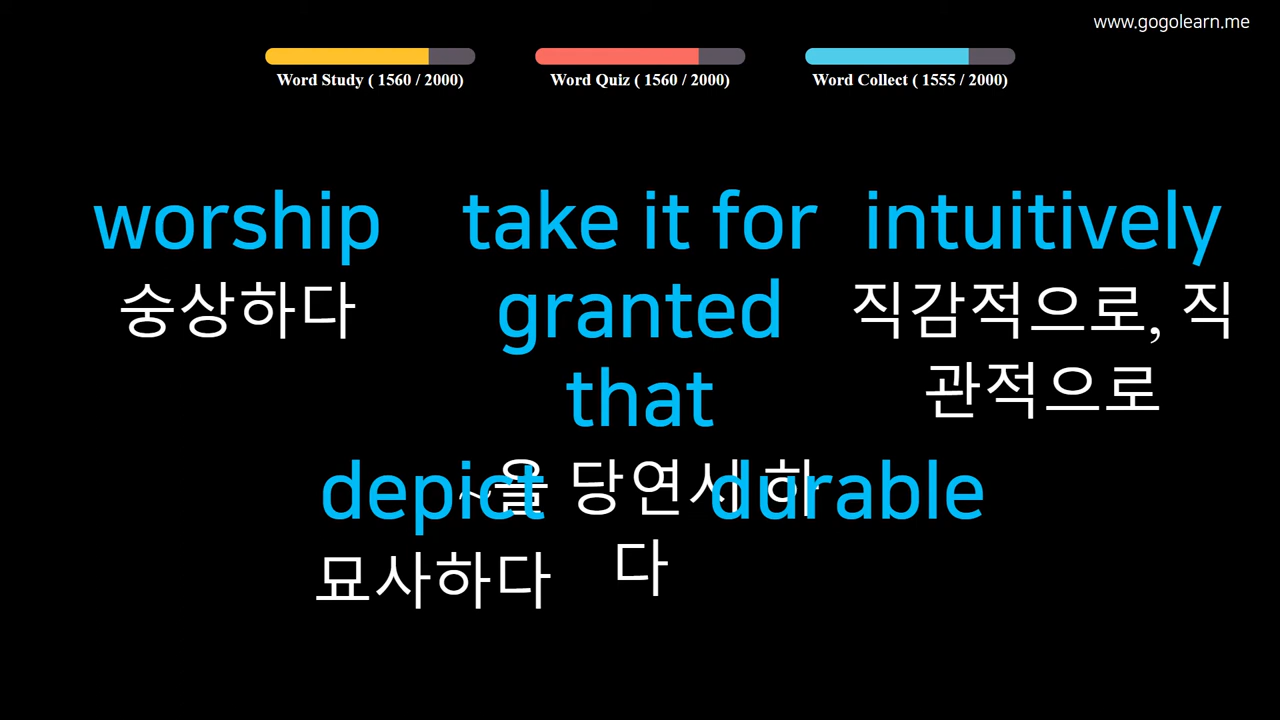 www.gogolearn.me
Word Study ( 1560 / 2000)
Word Quiz ( 1560 / 2000)
Word Collect ( 1555 / 2000)
worship
숭상하다
take it for
granted
that
~을 당연시 하
다
intuitively
직감적으로, 직
관적으로
depict
묘사하다
durable